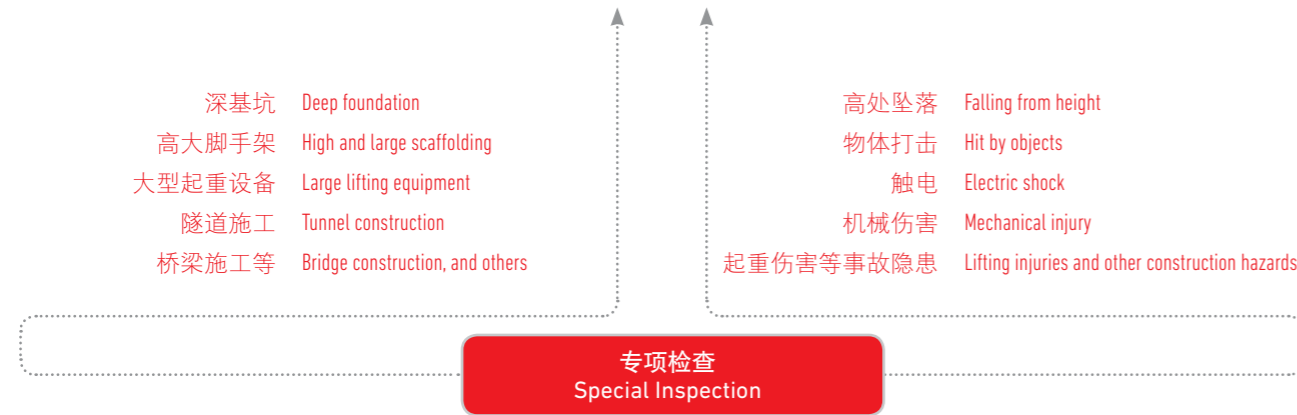 深基坑 Deep foundation
高大脚手架 High and large scaffolding
大型起重设备 Large lifting equipment
隧道施工 Tunnel construction
桥梁施工等 Bridge construction, and others
高处坠落 Falling from height
物体打击 Hit by objects
触电 Electric shock
机械伤害 Mechanical injury
起重伤害等事故隐患 Lifting injuries and other construction hazards
专项检查
Special Inspection